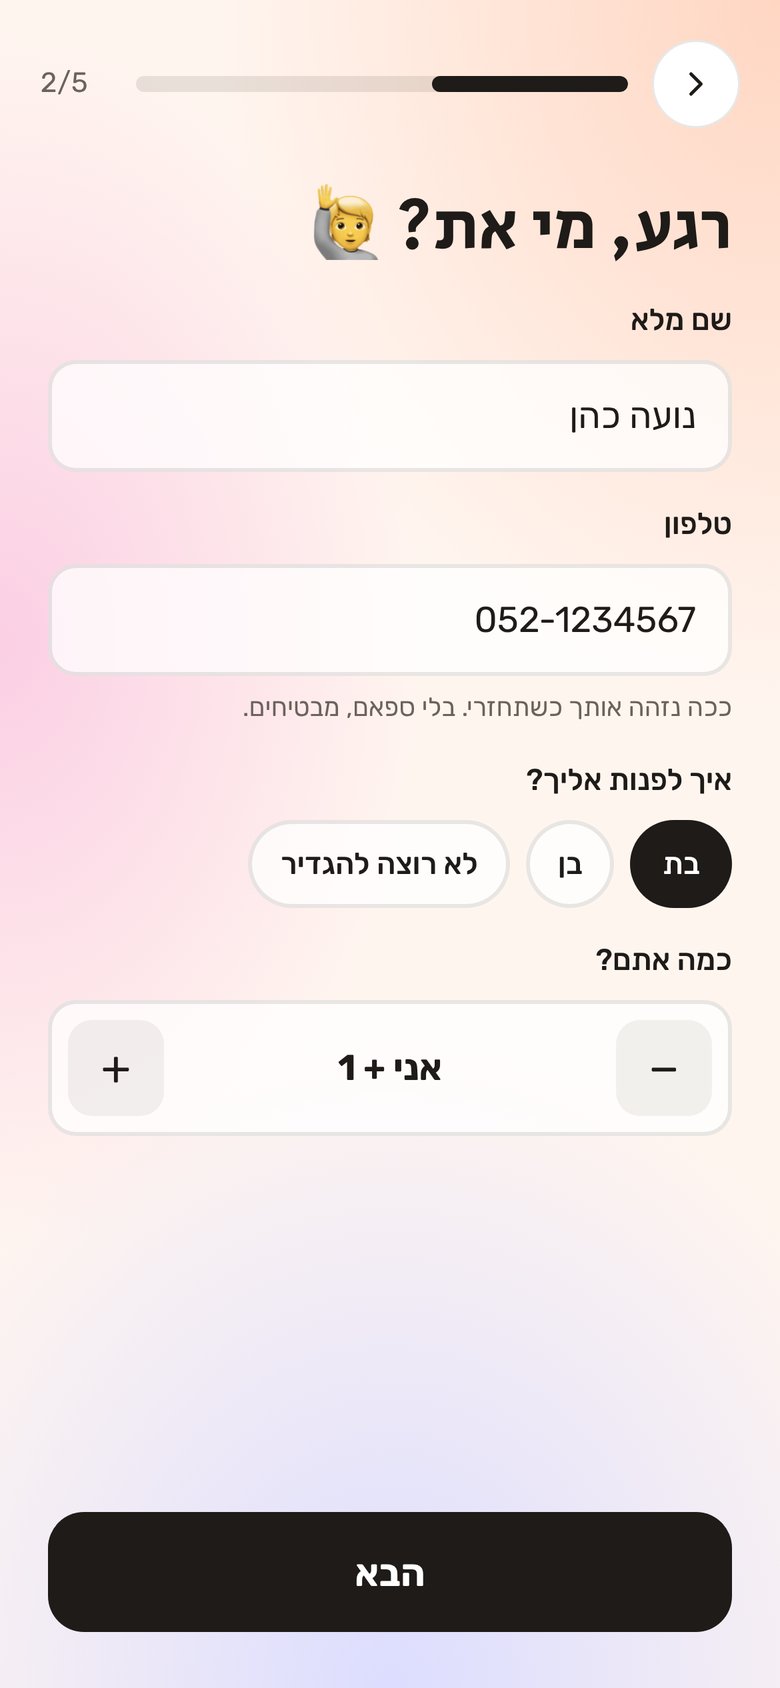 2/5
רגע, מי את? 🙋
שם מלא
נועה כהן
טלפון
052-1234567
ככה נזהה אותך כשתחזרי. בלי ספאם, מבטיחים.
איך לפנות אליך?
בת
בן
לא רוצה להגדיר
כמה אתם?
− אני + 1 +
הבא